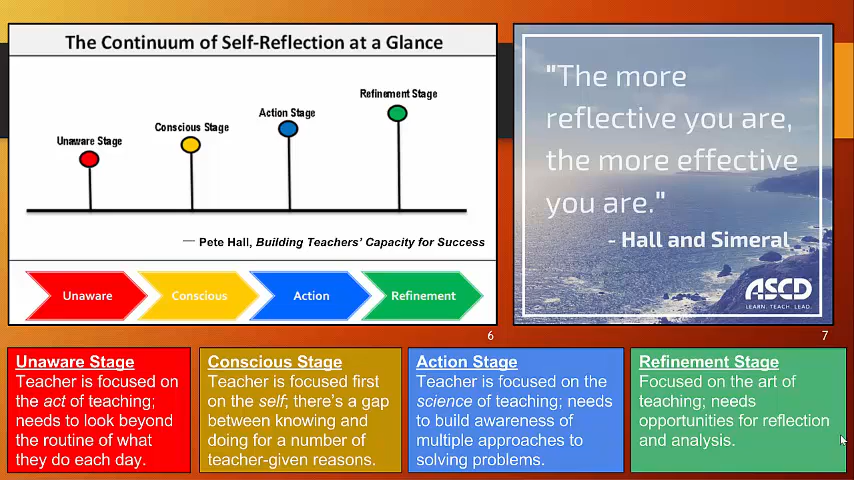 The Continuum of Self-Reflection at a Glance
Unaware Stage
Conscious Stage
Action Stage
Refinement Stage
— Pete Hall, Building Teachers' Capacity for Success
Unaware
Conscious
Action
Refinement
6
"The more
reflective you are,
the more effective
you are."
- Hall and Simeral
ASCD
LEARN. TEACH. LEAD.
7
Unaware Stage
Teacher is focused on
the act of teaching;
needs to look beyond
the routine of what
they do each day.
Conscious Stage
Teacher is focused first
on the self; there's a gap
between knowing and
doing for a number of
teacher-given reasons.
Action Stage
Teacher is focused on the
science of teaching; needs
to build awareness of
multiple approaches to
solving problems.
Refinement Stage
Focused on the art of
teaching; needs
opportunities for reflection
and analysis.